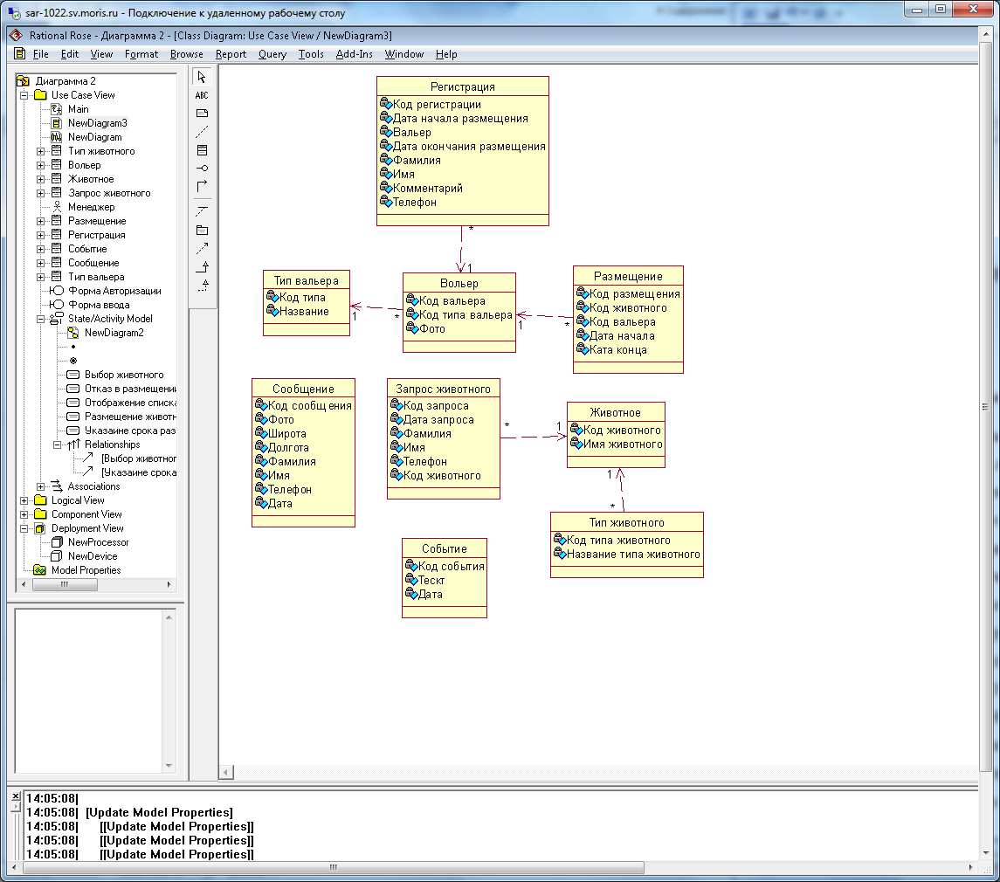 sar-1022.sv.moris.ru - Подключение к удаленному рабочему столу
Rational Rose - Диаграмма 2 - [Class Diagram: Use Case View / NewDiagram3]
File Edit View Format Browse Report Query Tools Add-Ins Window Help
Диаграмма 2
Use Case View
Main
NewDiagram3
NewDiagram
Тип животного
Вольер
Животное
Запрос животного
Менеджер
Размещение
Регистрация
Событие
Сообщение
Тип вальера
Форма Авторизации
Форма ввода
State/Activity Model
NewDiagram2
Выбор животного
Отказ в размещени
Отображение списка
Размещение животн
Указаине срока раз
Relationships
[Выбор животног
[Указаине срока
Associations
Logical View
Component View
Deployment View
NewProcessor
NewDevice
Model Properties
ABC
Регистрация
Код регистрации
Дата начала размещения
Вальер
Дата окончания размещения
Фамилия
Имя
Комментарий
Телефон
*
1
Тип вальера
Код типа
Название
1
*
Вольер
Код вальера
Код типа вальера
Фото
1
*
Размещение
Код размещения
Код животного
Код вальера
Дата начала
Ката конца
Сообщение
Код сообщения
Фото
Широта
Долгота
Фамилия
Имя
Телефон
Дата
Запрос животного
Код запроса
Дата запроса
Фамилия
Имя
Телефон
Код животного
*
1
Животное
Код животного
Имя животного
1
*
Тип животного
Код типа животного
Название типа животного
Событие
Код события
Тескт
Дата
14:05:08|
14:05:08| [Update Model Properties]
14:05:08| [[Update Model Properties]]
14:05:08| [[Update Model Properties]]
14:05:08| [[Update Model Properties]]